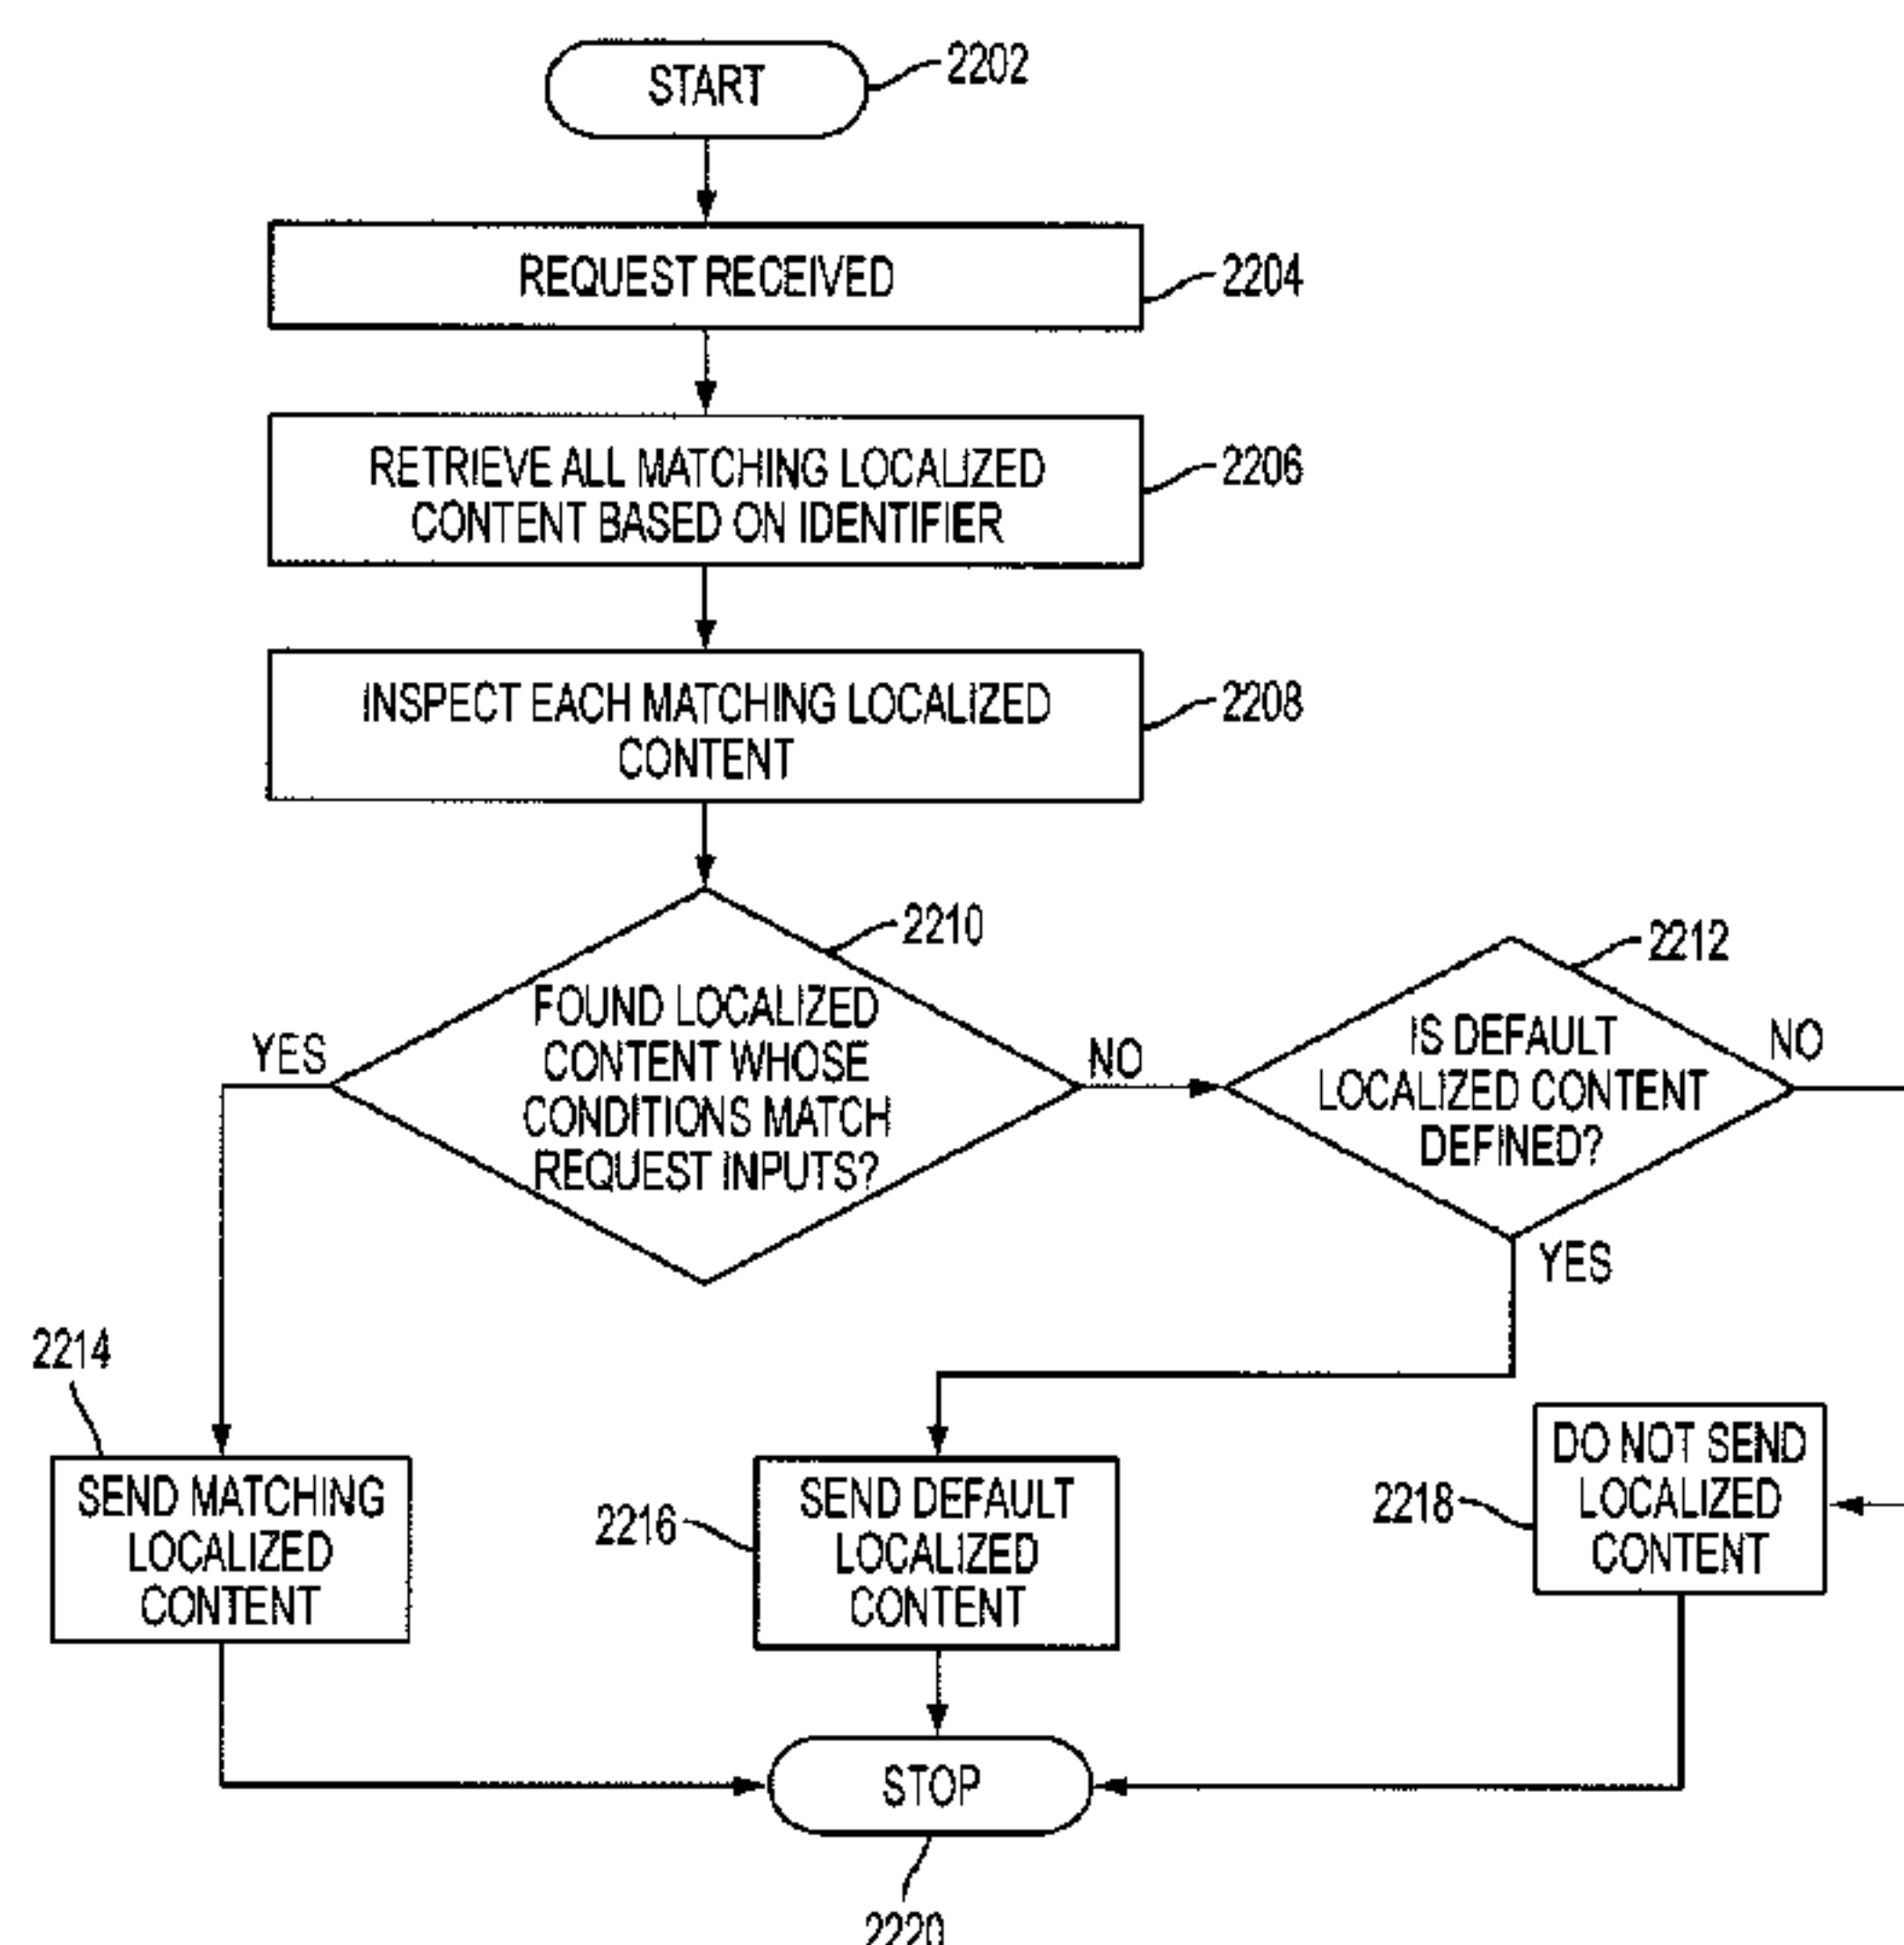 START
2202
REQUEST RECEIVED
2204
RETRIEVE ALL MATCHING LOCALIZED
CONTENT BASED ON IDENTIFIER
2206
INSPECT EACH MATCHING LOCALIZED
CONTENT
2208
2210
FOUND LOCALIZED
CONTENT WHOSE
CONDITIONS MATCH
REQUEST INPUTS?
YES
NO
2212
IS DEFAULT
LOCALIZED CONTENT
DEFINED?
NO
YES
2214
SEND MATCHING
LOCALIZED
CONTENT
2216
SEND DEFAULT
LOCALIZED
CONTENT
2218
DO NOT SEND
LOCALIZED
CONTENT
STOP
2220